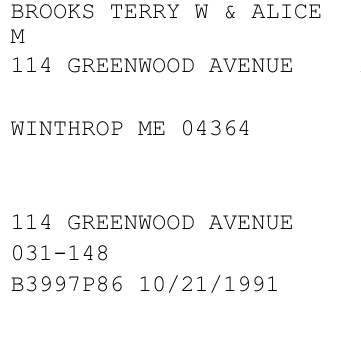 BROOKS TERRY W & ALICE
M
114 GREENWOOD AVENUE
WINTHROP ME 04364
114 GREENWOOD AVENUE
031-148
B3997P86 10/21/1991